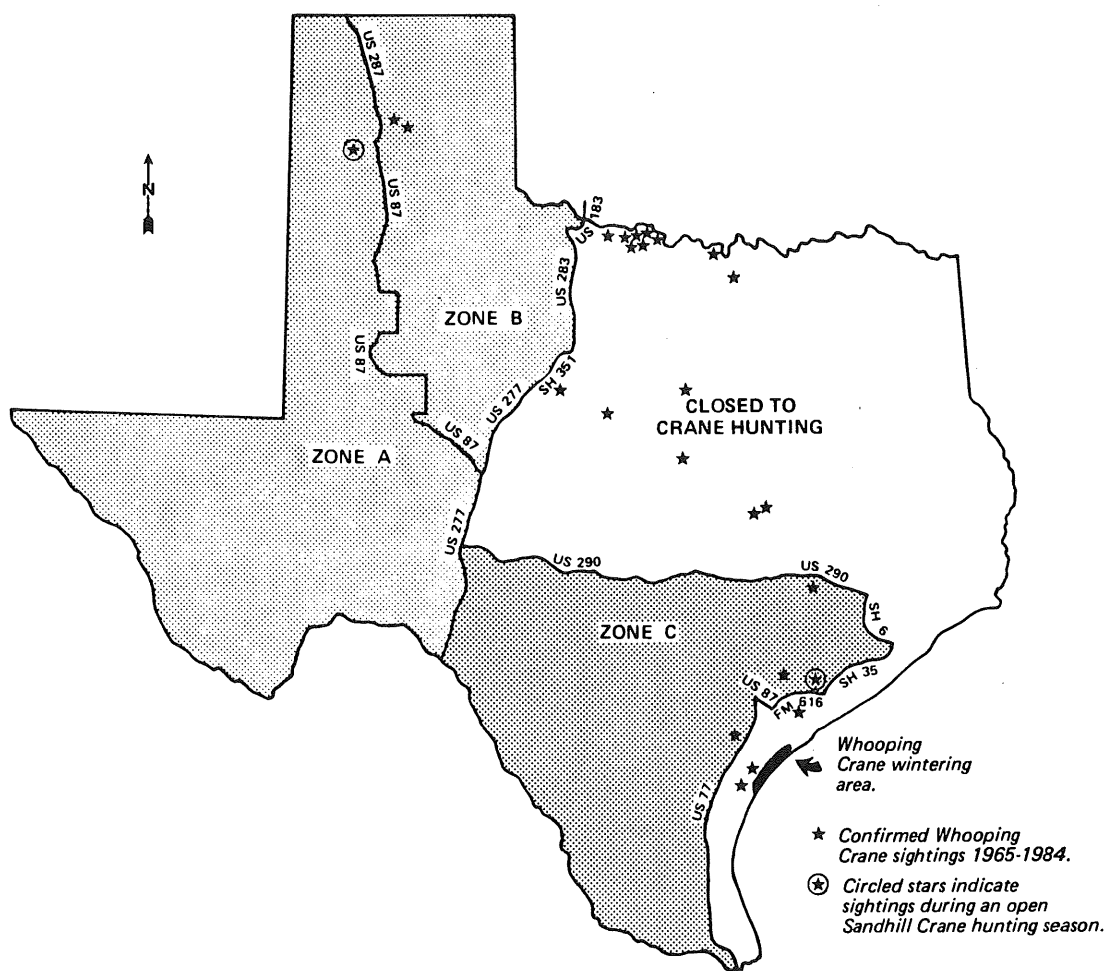 US 287
N
US 87
US 183
ZONE B
US 283
US 87
SH 351
US 277
CLOSED TO
CRANE HUNTING
US 87
ZONE A
US 277
US 290
US 290
SH 6
ZONE C
SH 35
US 87
FM 616
Whooping
Crane wintering
area.
US 77
Confirmed Whooping
Crane sightings 1965-1984.
Circled stars indicate
sightings during an open
Sandhill Crane hunting season.